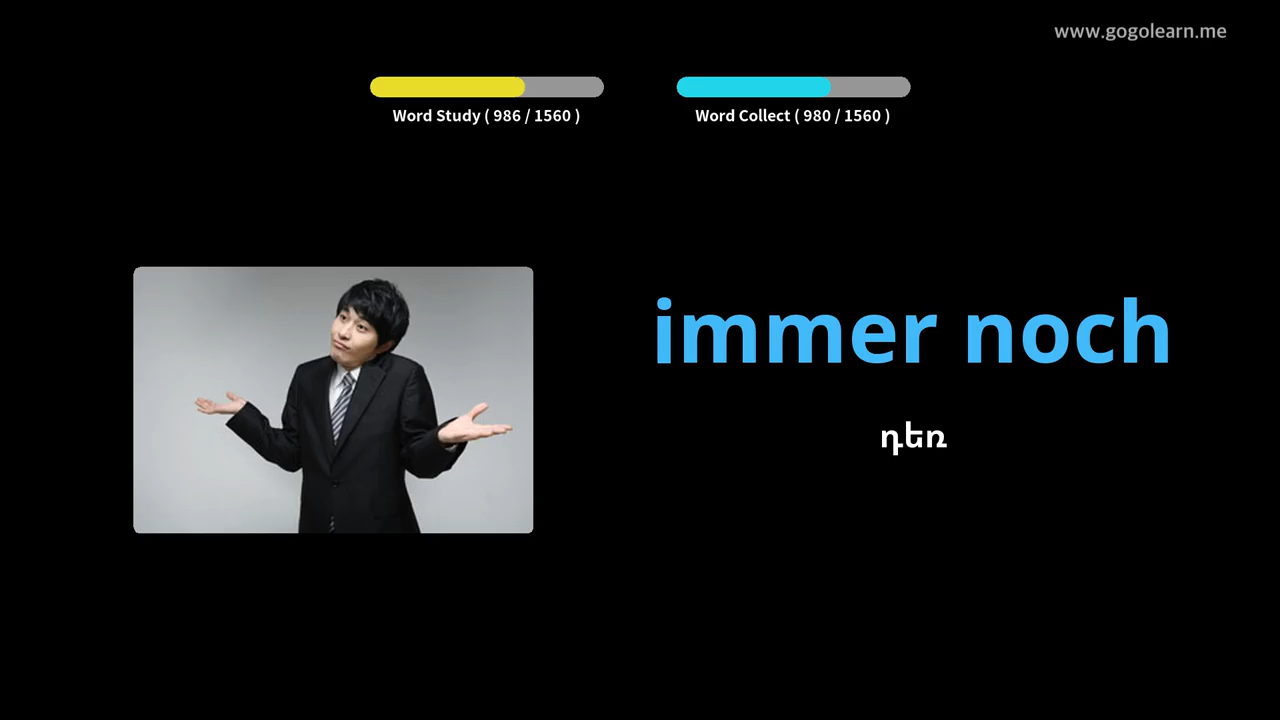 www.gogolearn.me
Word Study ( 986 / 1560 )
Word Collect ( 980 / 1560 )
immer noch
դեռ